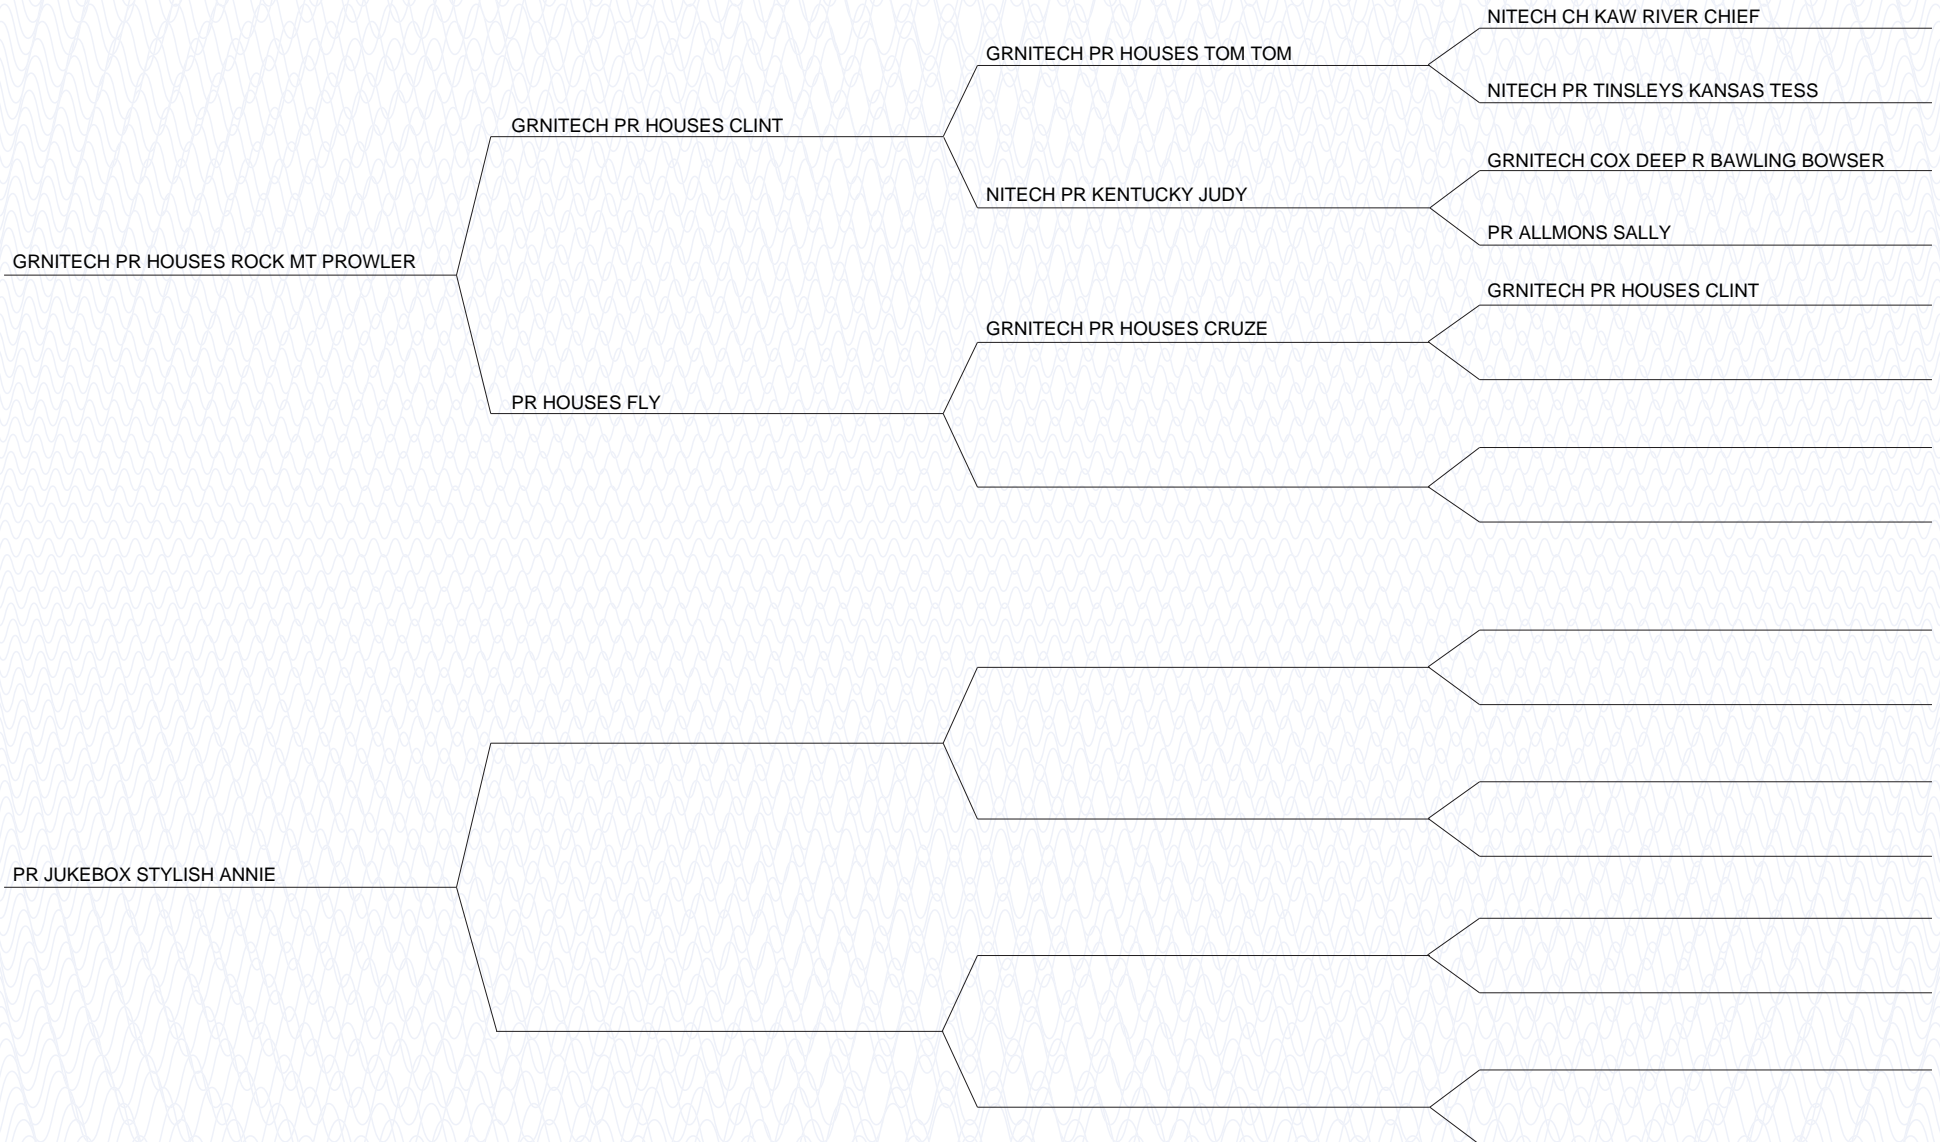 NITECH CH KAW RIVER CHIEF
GRNITECH PR HOUSES TOM TOM
NITECH PR TINSLEYS KANSAS TESS
GRNITECH PR HOUSES CLINT
GRNITECH COX DEEP R BAWLING BOWSER
NITECH PR KENTUCKY JUDY
PR ALLMONS SALLY
GRNITECH PR HOUSES ROCK MT PROWLER
GRNITECH PR HOUSES CLINT
GRNITECH PR HOUSES CRUZE
PR HOUSES FLY
PR JUKEBOX STYLISH ANNIE